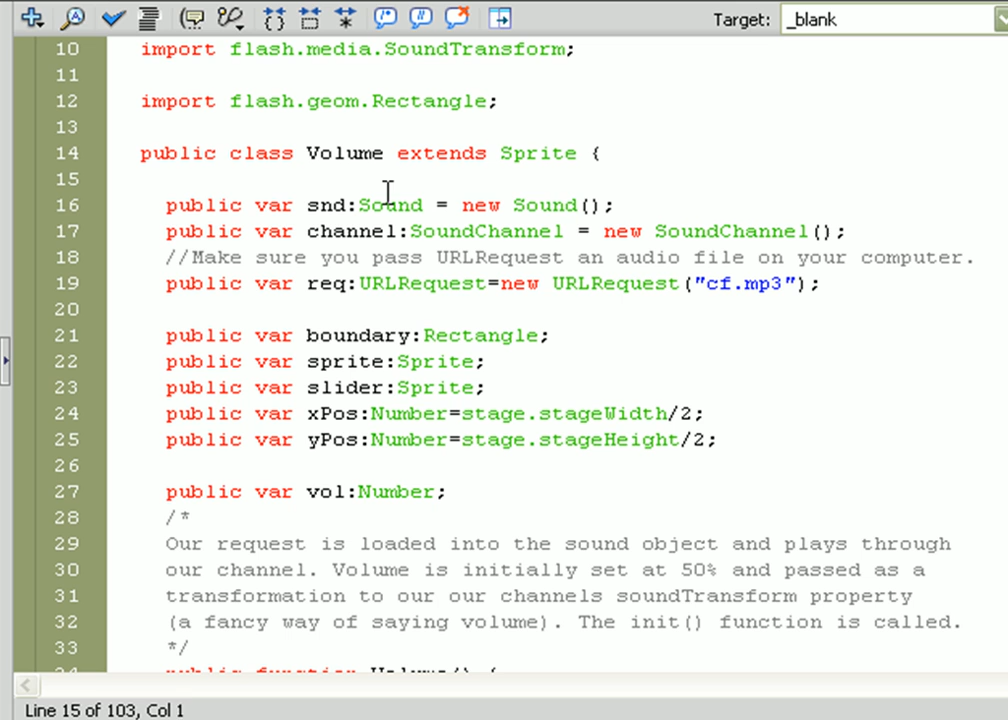 Target: _blank
10 import flash.media.SoundTransform;
11
12 import flash.geom.Rectangle;
13
14 public class Volume extends Sprite {
15
16 public var snd:Sound = new Sound();
17 public var channel:SoundChannel = new SoundChannel();
18 //Make sure you pass URLRequest an audio file on your computer.
19 public var req:URLRequest=new URLRequest("cf.mp3");
20
21 public var boundary:Rectangle;
22 public var sprite:Sprite;
23 public var slider:Sprite;
24 public var xPos:Number=stage.stageWidth/2;
25 public var yPos:Number=stage.stageHeight/2;
26
27 public var vol:Number;
28 /*
29 Our request is loaded into the sound object and plays through
30 our channel. Volume is initially set at 50% and passed as a
31 transformation to our our channels soundTransform property
32 (a fancy way of saying volume). The init() function is called.
33 */
34 public function Volume() {
Line 15 of 103, Col 1